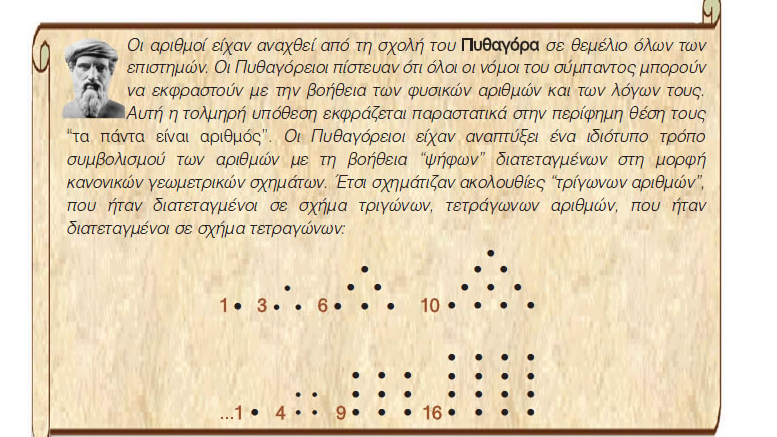 Οι αριθμοί είχαν αναχθεί από τη σχολή του Πυθαγόρα σε θεμέλιο όλων των
επιστημών. Οι Πυθαγόρειοι πίστευαν ότι όλοι οι νόμοι του σύμπαντος μπορούν
να εκφραστούν με την βοήθεια των φυσικών αριθμών και των λόγων τους.
Αυτή η τολμηρή υπόθεση εκφράζεται παραστατικά στην περίφημη θέση τους
“τα πάντα είναι αριθμός”. Οι Πυθαγόρειοι είχαν αναπτύξει ένα ιδιότυπο τρόπο
συμβολισμού των αριθμών με τη βοήθεια “ψήφων” διατεταγμένων στη μορφή
κανονικών γεωμετρικών σχημάτων. Έτσι σχημάτιζαν ακολουθίες “τρίγωνων αριθμών”,
που ήταν διατεταγμένοι σε σχήμα τριγώνων, τετράγωνων αριθμών, που ήταν
διατεταγμένοι σε σχήμα τετραγώνων:
1 3 6 10
...1 4 9 16